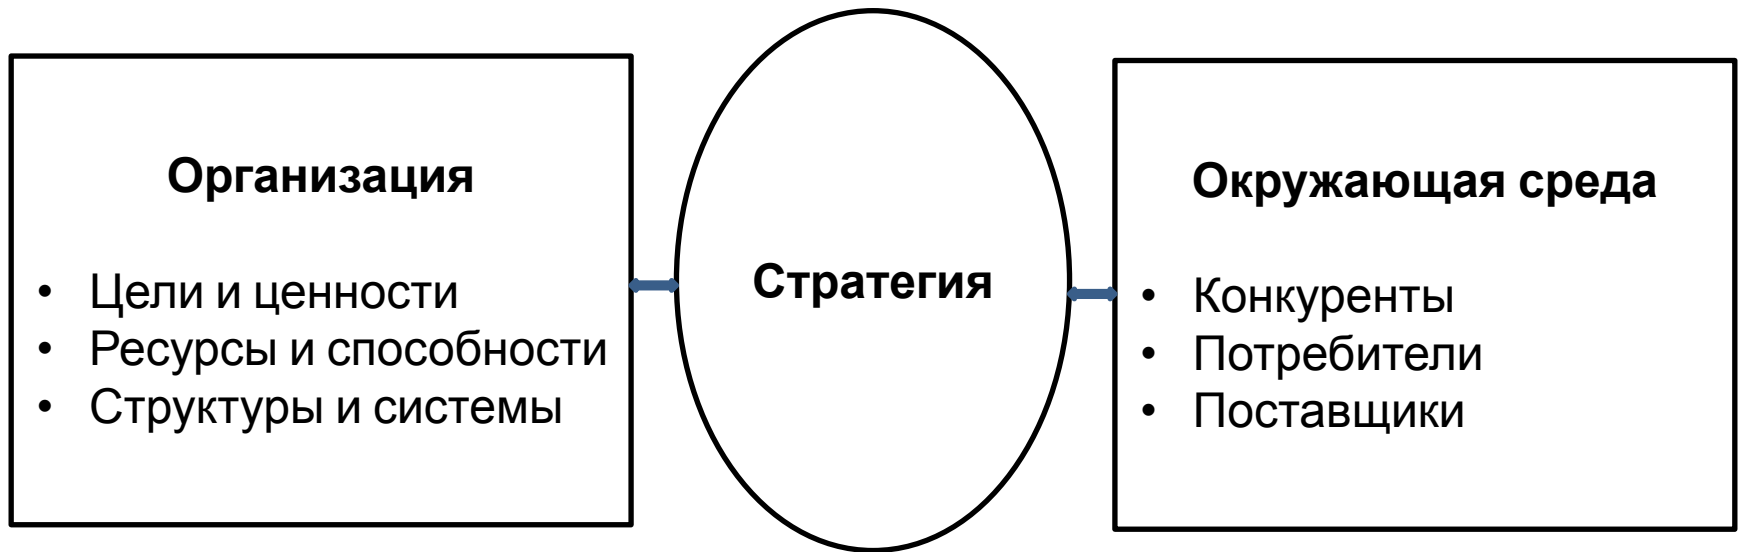 Организация
• Цели и ценности
• Ресурсы и способности
• Структуры и системы
Стратегия
Окружающая среда
• Конкуренты
• Потребители
• Поставщики